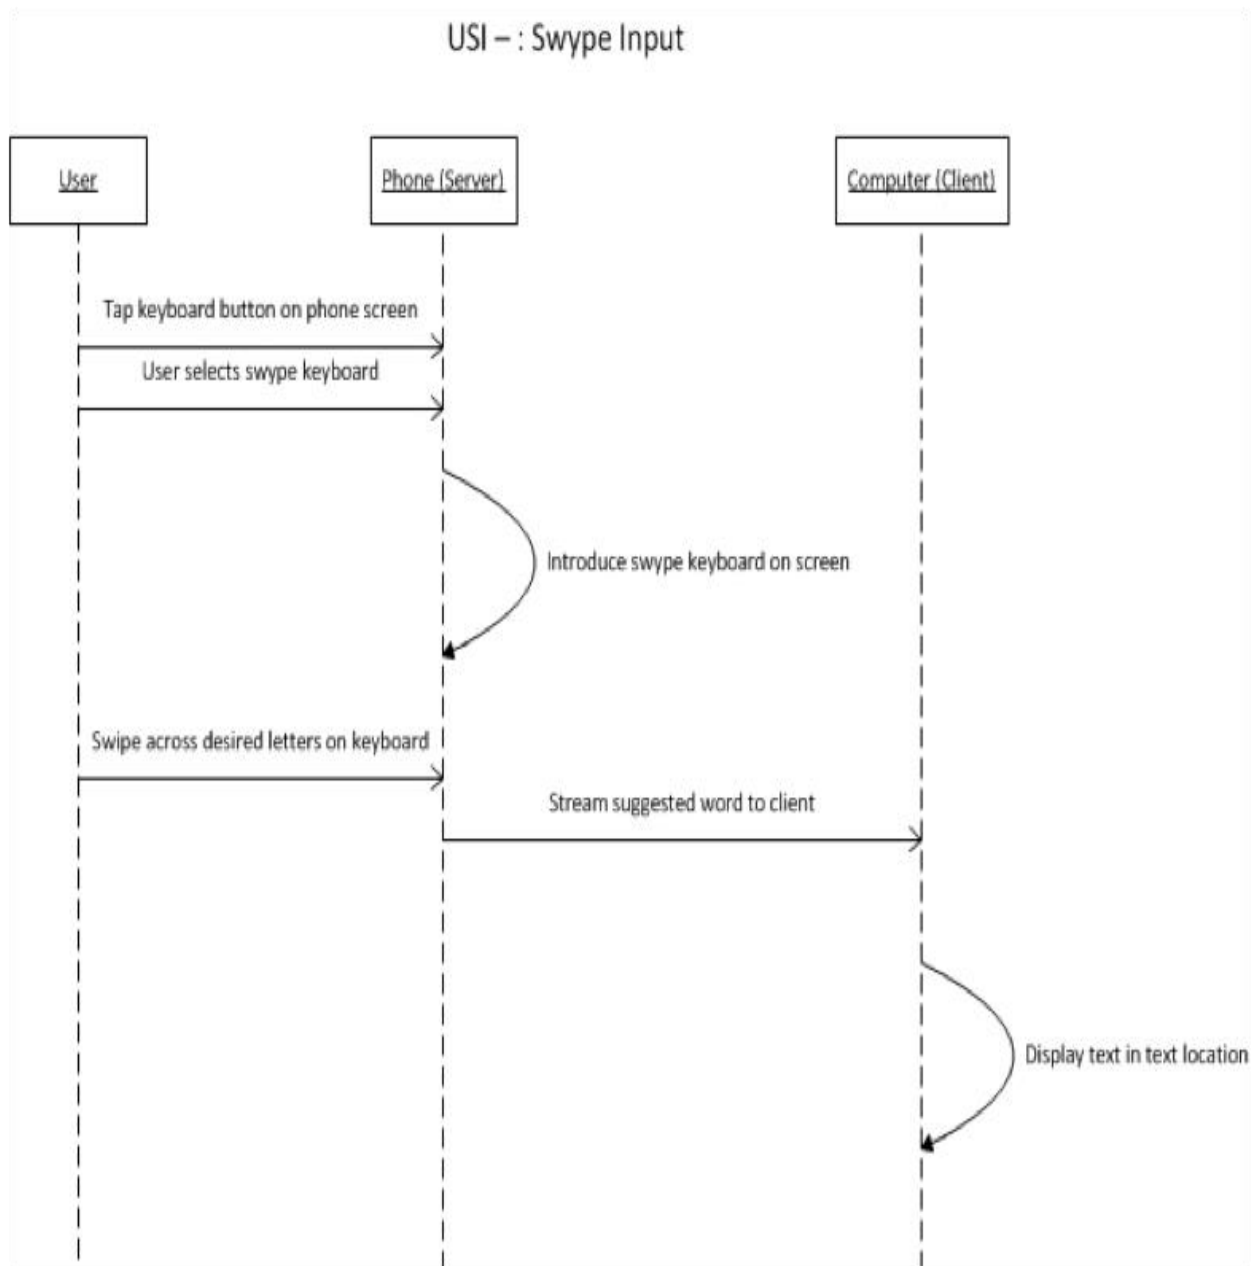 USI – : Swype Input
User
Phone (Server)
Computer (Client)
Tap keyboard button on phone screen
User selects swype keyboard
Introduce swype keyboard on screen
Swipe across desired letters on keyboard
Stream suggested word to client
Display text in text location